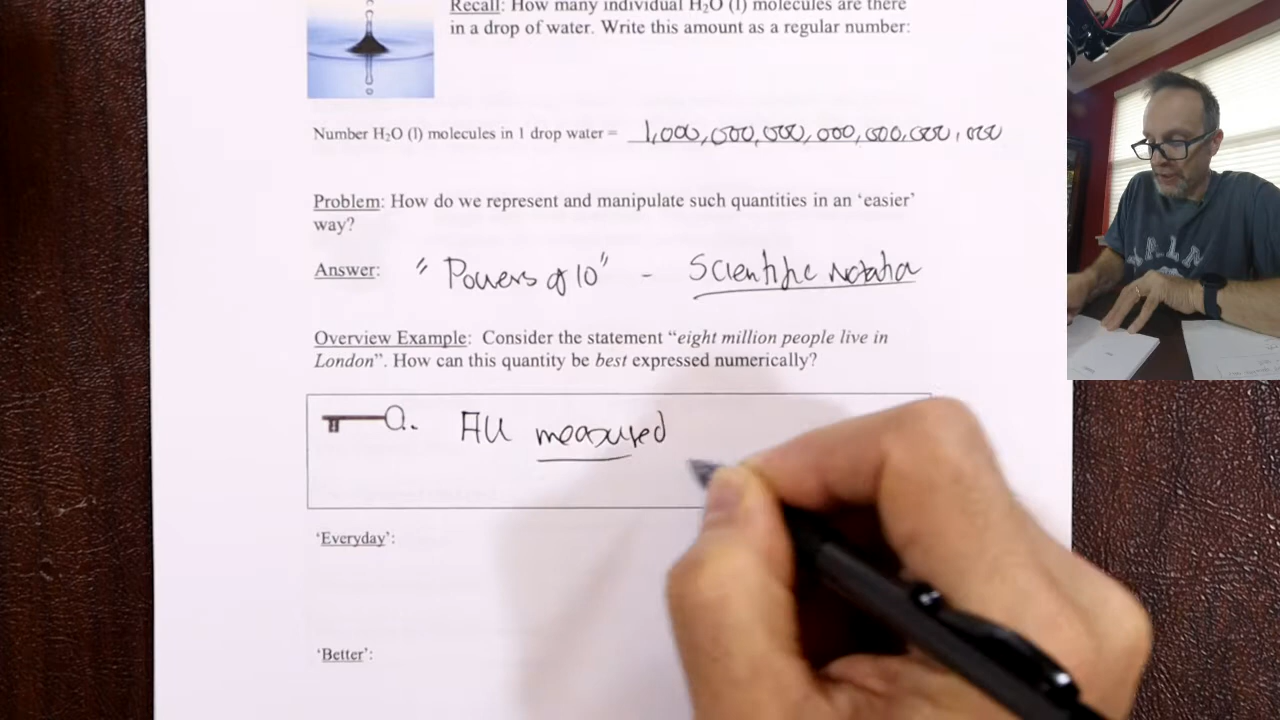 Recall: How many individual H₂O (l) molecules are there
in a drop of water. Write this amount as a regular number:
Number H₂O (l) molecules in 1 drop water = 1,000,000,000,000,000,000,000
Problem: How do we represent and manipulate such quantities in an ‘easier’
way?
Answer: " Powers of 10" - Scientific Notation
Overview Example: Consider the statement “eight million people live in
London”. How can this quantity be best expressed numerically?
All measured
‘Everyday’:
‘Better’: